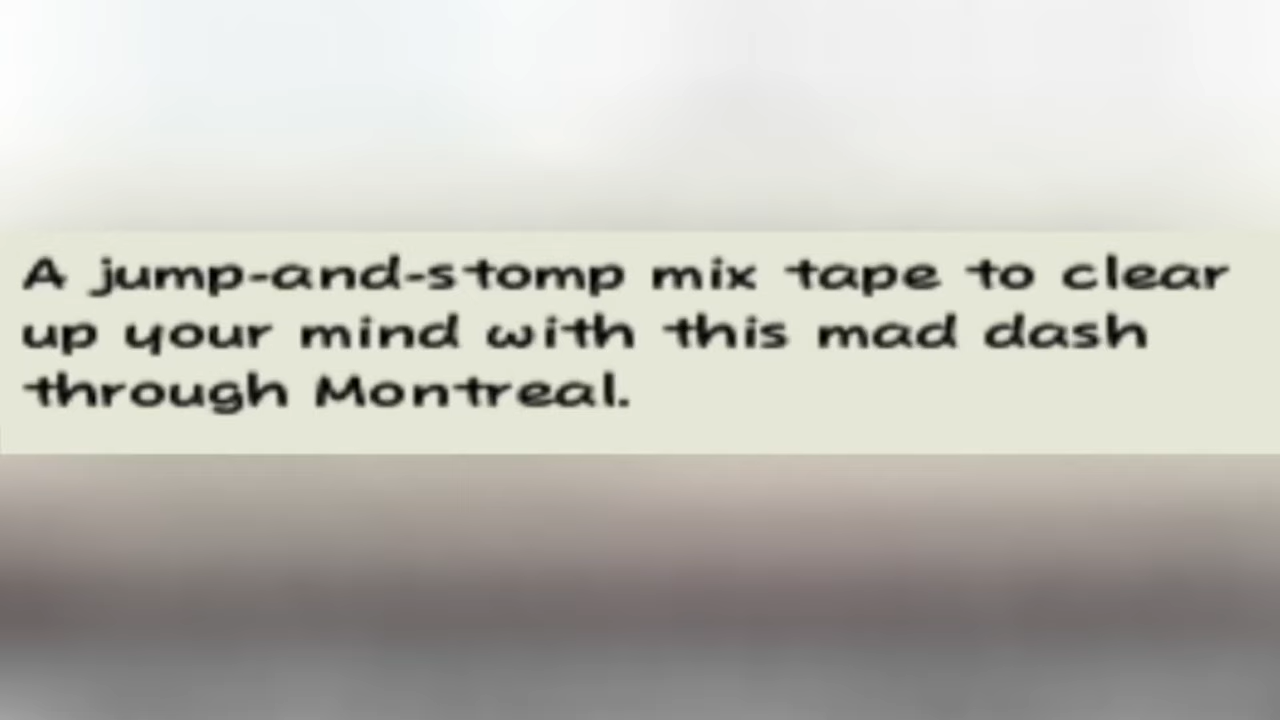 A jump-and-stomp mix tape to clear
up your mind with this mad dash
through Montreal.